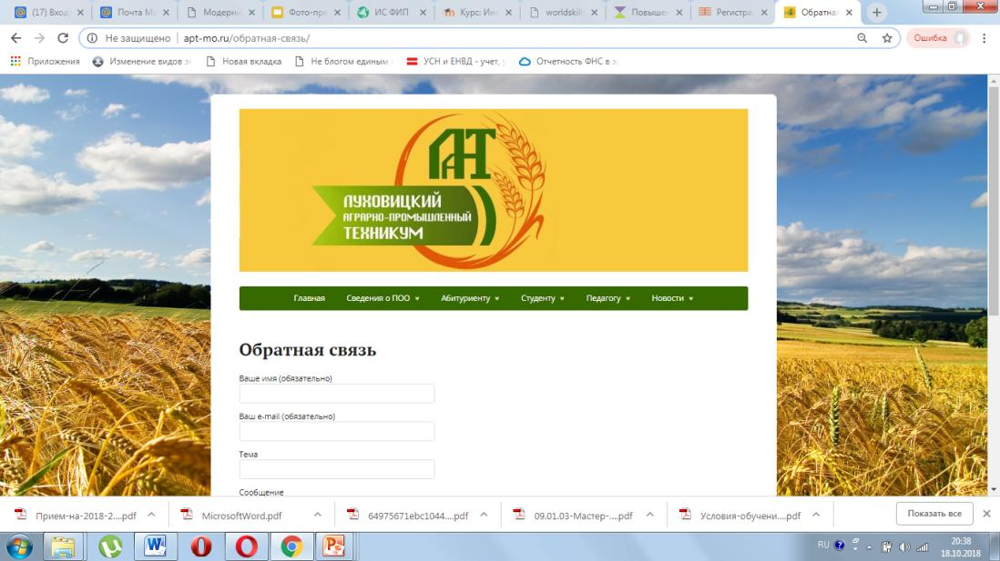 (17) Вход
Почта Ma
Модерни
Фото-пре
ИС ФИП
Курс: Ин
worldskill
Повышен
Регистрац
Обратная
Не защищено
apt-mo.ru/обратная-связь/
Ошибка
Приложения
Изменение видов
Новая вкладка
Не блогом единым
УСН и ЕНВД - учет,
Отчетность ФНС в
ЛАПТ
ЛУХОВИЦКИЙ
АГРАРНО-ПРОМЫШЛЕННЫЙ
ТЕХНИКУМ
Главная Сведения о ПОО Абитуриенту Студенту Педагогу Новости
Обратная связь
Ваше имя (обязательно)
Ваш e-mail (обязательно)
Тема
Сообщение
Прием-на-2018-2....pdf
MicrosoftWord.pdf
64975671ebc1044....pdf
09.01.03-Мастер-....pdf
Условия-обучени....pdf
Показать все
RU
20:38
18.10.2018